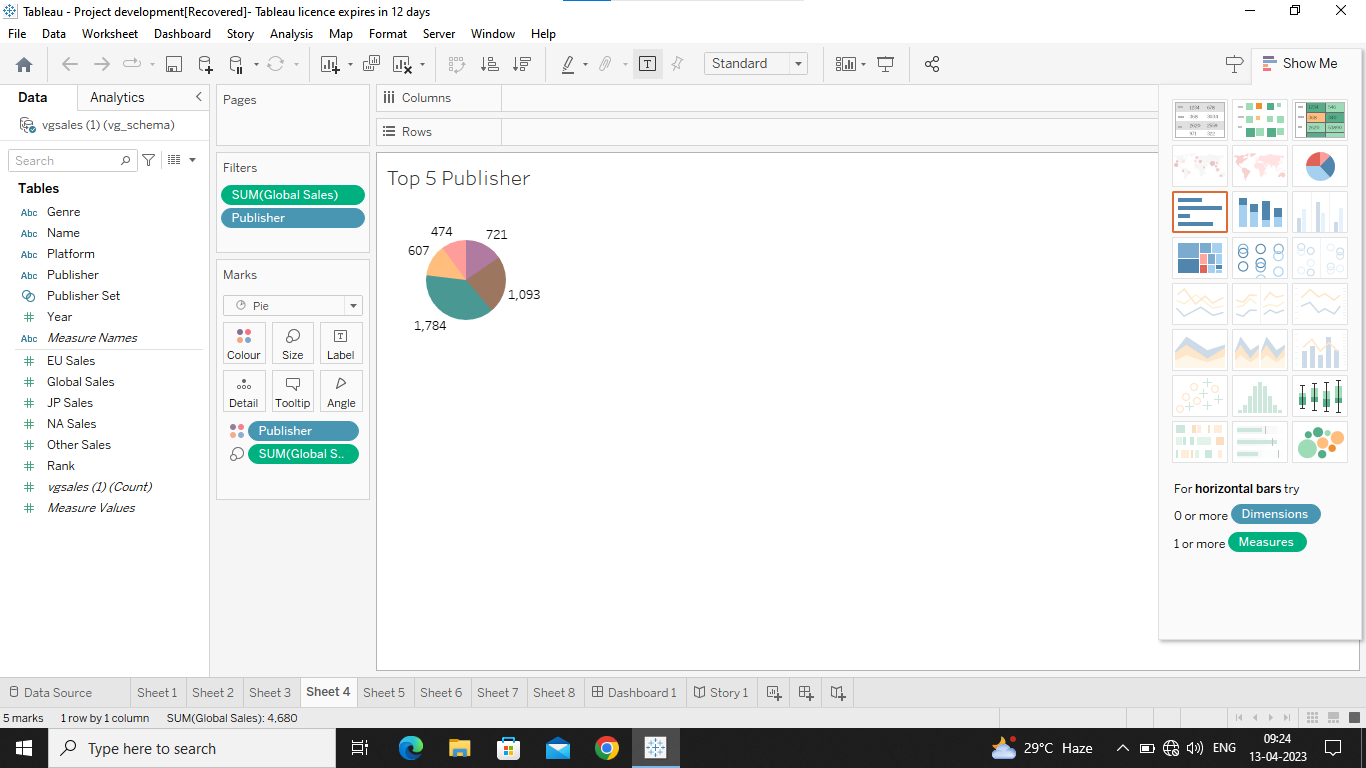 Tableau - Project development[Recovered]- Tableau licence expires in 12 days
File Data Worksheet Dashboard Story Analysis Map Format Server Window Help
Standard
Show Me
Data Analytics
vgsales (1) (vg_schema)
Search
Tables
Abc Genre
Abc Name
Abc Platform
Abc Publisher
Publisher Set
Year
Abc Measure Names
EU Sales
Global Sales
JP Sales
NA Sales
Other Sales
Rank
vgsales (1) (Count)
Measure Values
Pages
Filters
SUM(Global Sales)
Publisher
Marks
Pie
Colour Size Label
Detail Tooltip Angle
Publisher
SUM(Global S..
Columns
Rows
Top 5 Publisher
474 721
607
1,093
1,784
For horizontal bars try
0 or more Dimensions
1 or more Measures
Data Source Sheet 1 Sheet 2 Sheet 3 Sheet 4 Sheet 5 Sheet 6 Sheet 7 Sheet 8 Dashboard 1 Story 1
5 marks 1 row by 1 column SUM(Global Sales): 4,680
Type here to search
29°C Haze
ENG
09:24
13-04-2023